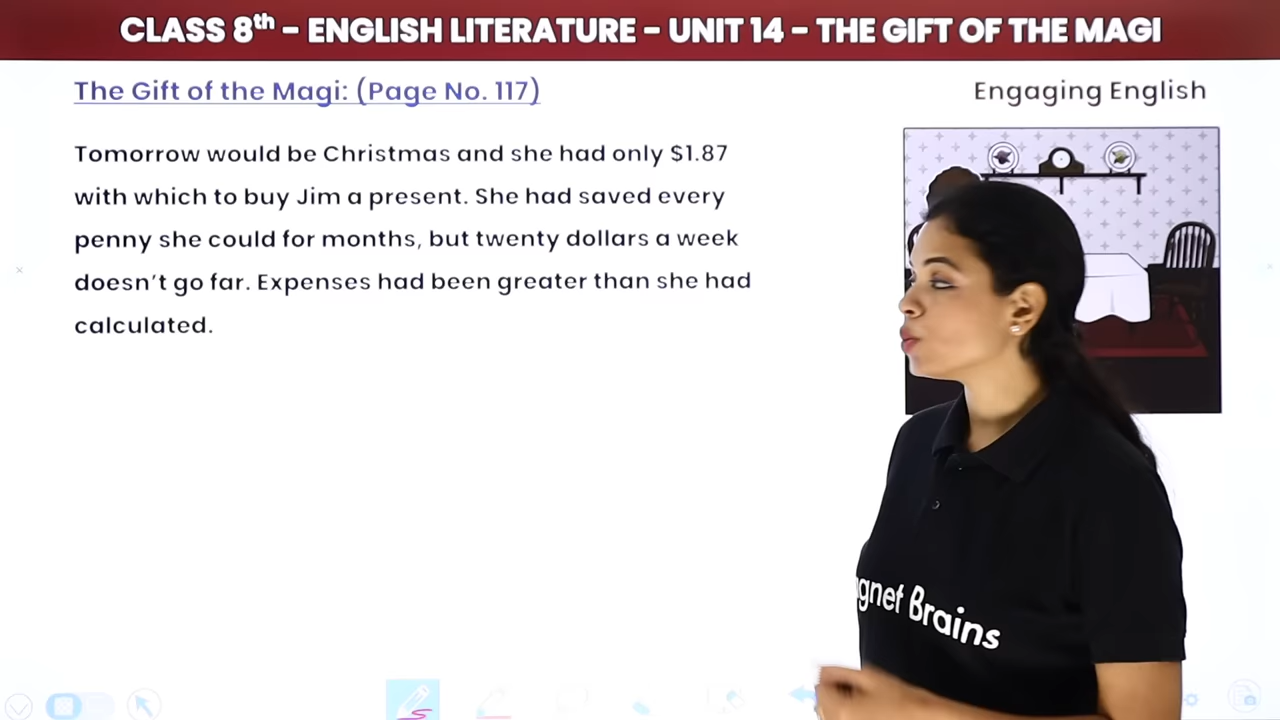 CLASS 8th – ENGLISH LITERATURE – UNIT 14 – THE GIFT OF THE MAGI
The Gift of the Magi: (Page No. 117)
Engaging English
Tomorrow would be Christmas and she had only $1.87
with which to buy Jim a present. She had saved every
penny she could for months, but twenty dollars a week
doesn't go far. Expenses had been greater than she had
calculated.
gnet Brains